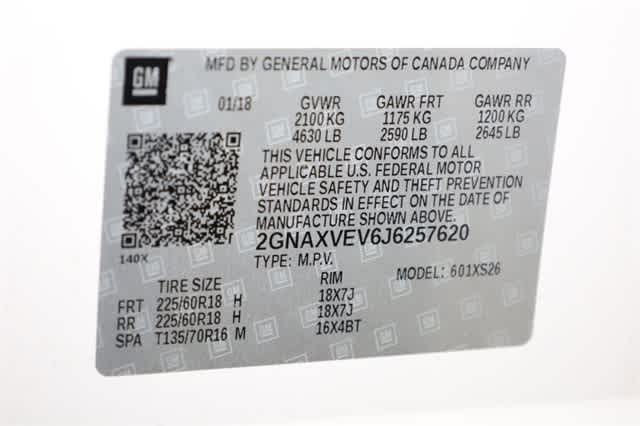 GM
MFD BY GENERAL MOTORS OF CANADA COMPANY
01/18 GVWR GAWR FRT GAWR RR
2100 KG 1175 KG 1200 KG
4630 LB 2590 LB 2645 LB
THIS VEHICLE CONFORMS TO ALL
APPLICABLE U.S. FEDERAL MOTOR
VEHICLE SAFETY AND THEFT PREVENTION
STANDARDS IN EFFECT ON THE DATE OF
MANUFACTURE SHOWN ABOVE.
2GNAXVEV6J6257620
140X TYPE: M.P.V. MODEL: 601XS26
TIRE SIZE RIM
FRT 225/60R18 H 18X7J
RR 225/60R18 H 18X7J
SPA T135/70R16 M 16X4BT